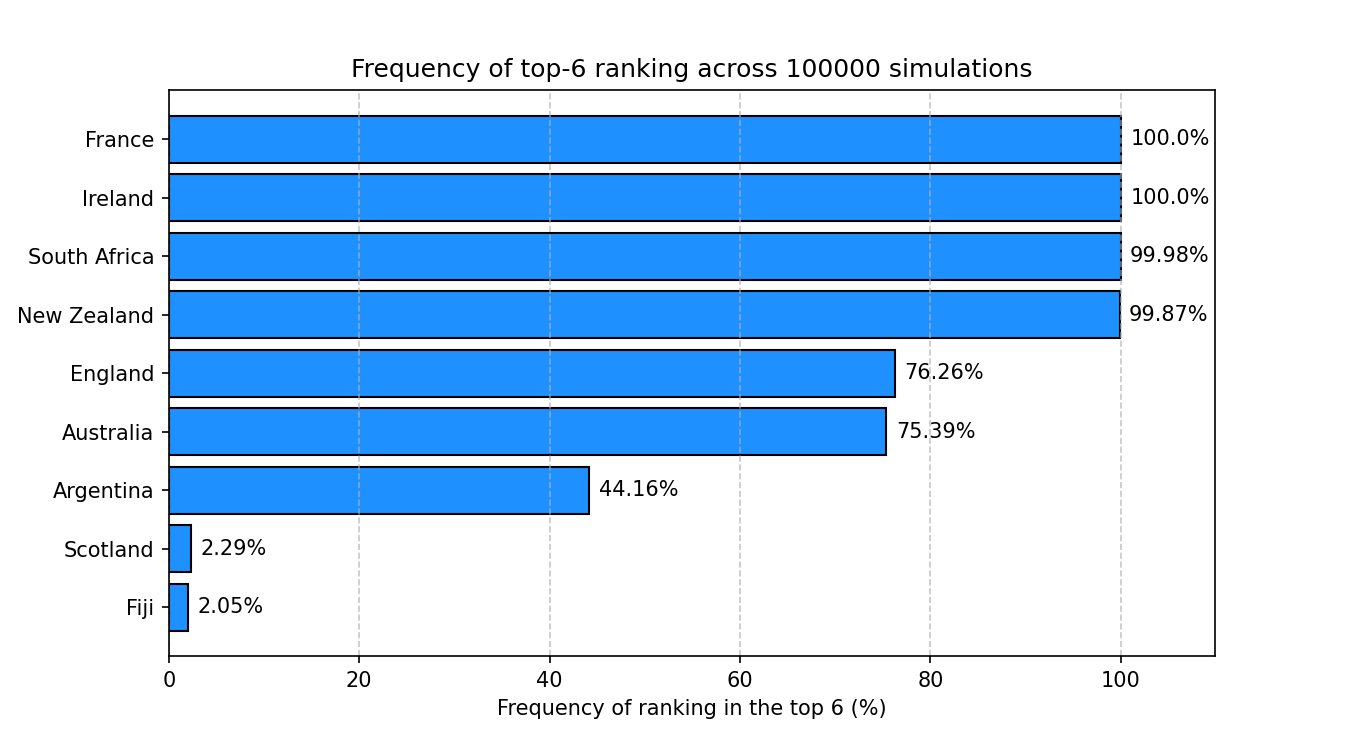 Frequency of top-6 ranking across 100000 simulations
France 100.0%
Ireland 100.0%
South Africa 99.98%
New Zealand 99.87%
England 76.26%
Australia 75.39%
Argentina 44.16%
Scotland 2.29%
Fiji 2.05%
0 20 40 60 80 100
Frequency of ranking in the top 6 (%)